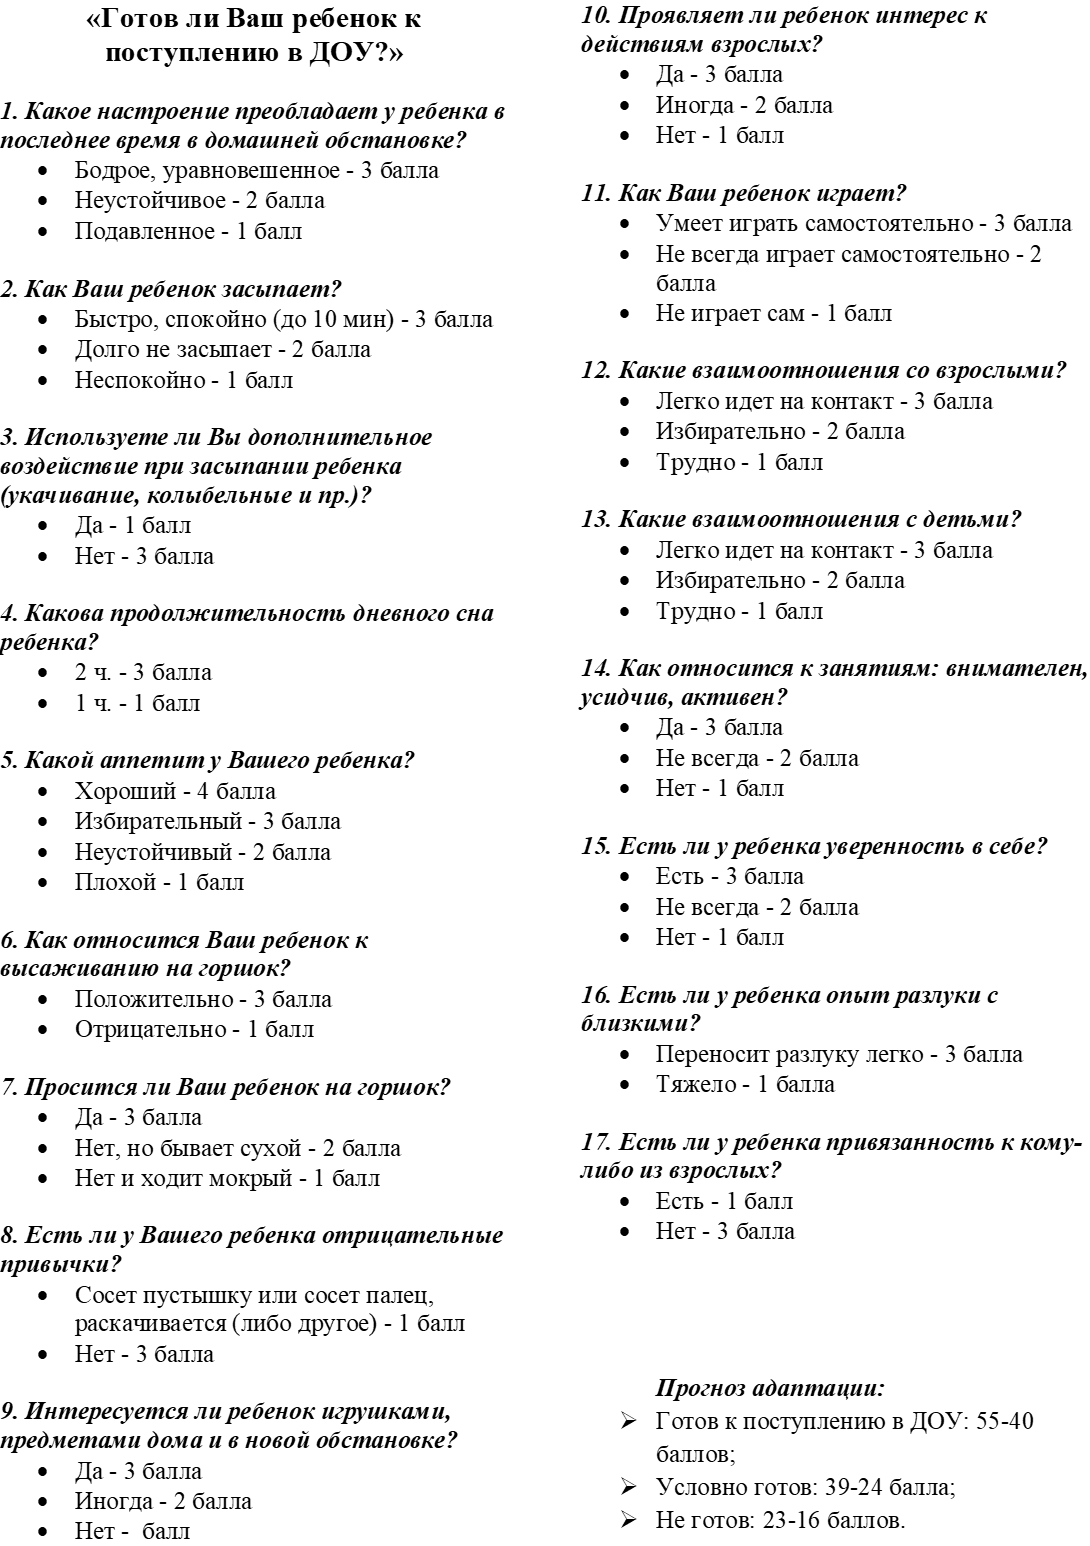 «Готов ли Ваш ребенок к
поступлению в ДОУ?»
1. Какое настроение преобладает у ребенка в
последнее время в домашней обстановке?
• Бодрое, уравновешенное - 3 балла
• Неустойчивое - 2 балла
• Подавленное - 1 балл
2. Как Ваш ребенок засыпает?
• Быстро, спокойно (до 10 мин) - 3 балла
• Долго не засыпает - 2 балла
• Неспокойно - 1 балл
3. Используете ли Вы дополнительное
воздействие при засыпании ребенка
(укачивание, колыбельные и пр.)?
• Да - 1 балл
• Нет - 3 балла
4. Какова продолжительность дневного сна
ребенка?
• 2 ч. - 3 балла
• 1 ч. - 1 балл
5. Какой аппетит у Вашего ребенка?
• Хороший - 4 балла
• Избирательный - 3 балла
• Неустойчивый - 2 балла
• Плохой - 1 балл
6. Как относится Ваш ребенок к
высаживанию на горшок?
• Положительно - 3 балла
• Отрицательно - 1 балл
7. Просится ли Ваш ребенок на горшок?
• Да - 3 балла
• Нет, но бывает сухой - 2 балла
• Нет и ходит мокрый - 1 балл
8. Есть ли у Вашего ребенка отрицательные
привычки?
• Сосет пустышку или сосет палец,
раскачивается (либо другое) - 1 балл
• Нет - 3 балла
9. Интересуется ли ребенок игрушками,
предметами дома и в новой обстановке?
• Да - 3 балла
• Иногда - 2 балла
• Нет - балл
10. Проявляет ли ребенок интерес к
действиям взрослых?
• Да - 3 балла
• Иногда - 2 балла
• Нет - 1 балл
11. Как Ваш ребенок играет?
• Умеет играть самостоятельно - 3 балла
• Не всегда играет самостоятельно - 2
балла
• Не играет сам - 1 балл
12. Какие взаимоотношения со взрослыми?
• Легко идет на контакт - 3 балла
• Избирательно - 2 балла
• Трудно - 1 балл
13. Какие взаимоотношения с детьми?
• Легко идет на контакт - 3 балла
• Избирательно - 2 балла
• Трудно - 1 балл
14. Как относится к занятиям: внимателен,
усидчив, активен?
• Да - 3 балла
• Не всегда - 2 балла
• Нет - 1 балл
15. Есть ли у ребенка уверенность в себе?
• Есть - 3 балла
• Не всегда - 2 балла
• Нет - 1 балл
16. Есть ли у ребенка опыт разлуки с
близкими?
• Переносит разлуку легко - 3 балла
• Тяжело - 1 балла
17. Есть ли у ребенка привязанность к кому-
либо из взрослых?
• Есть - 1 балл
• Нет - 3 балла
Прогноз адаптации:
➢ Готов к поступлению в ДОУ: 55-40
баллов;
➢ Условно готов: 39-24 балла;
➢ Не готов: 23-16 баллов.